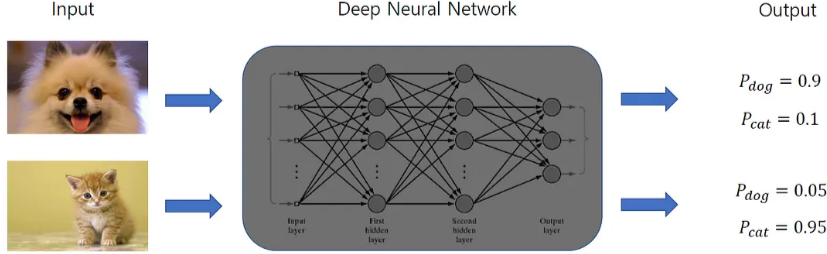 Input
Deep Neural Network
Output
P_dog = 0.9
P_cat = 0.1
P_dog = 0.05
P_cat = 0.95
Input
layer
First
hidden
layer
Second
hidden
layer
Output
layer